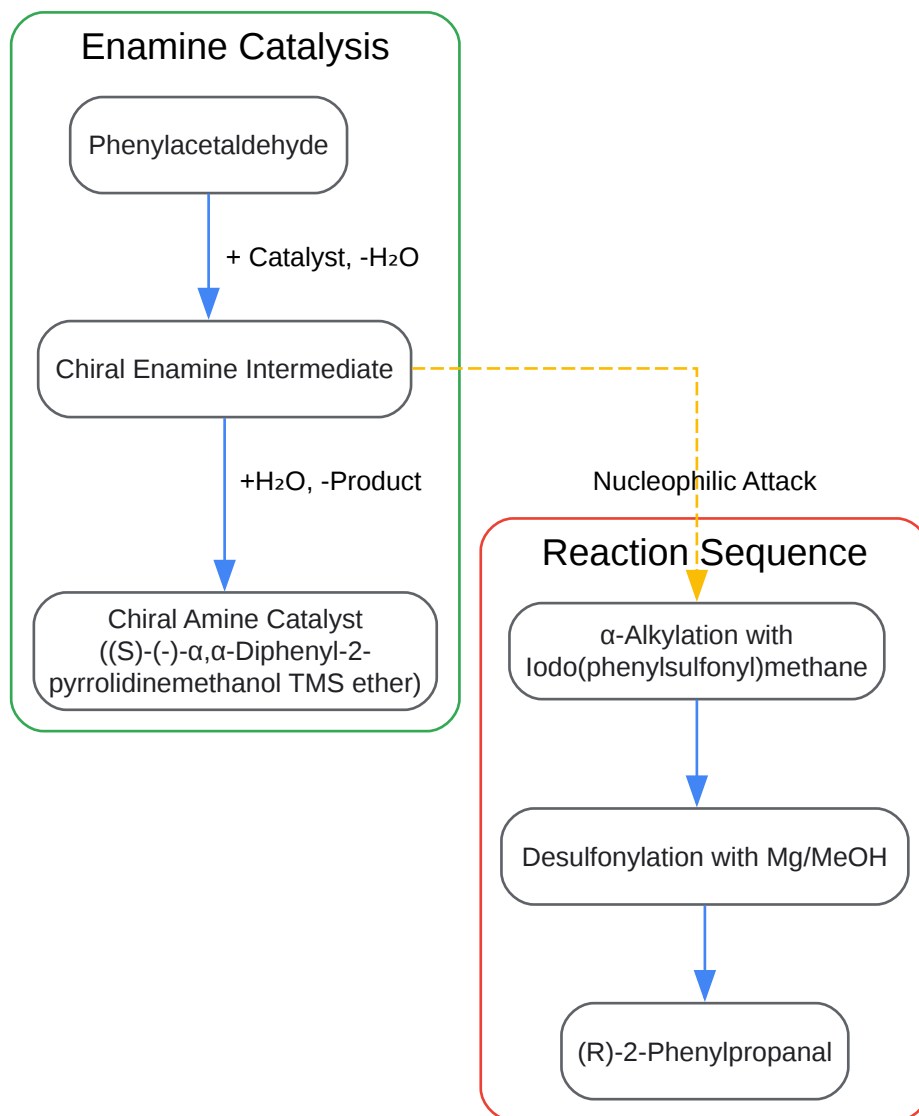 Enamine Catalysis
Phenylacetaldehyde
+ Catalyst, -H₂O
Chiral Enamine Intermediate
+H₂O, -Product
Chiral Amine Catalyst
((S)-(-)-α,α-Diphenyl-2-
pyrrolidinemethanol TMS ether)
Nucleophilic Attack
Reaction Sequence
α-Alkylation with
Iodo(phenylsulfonyl)methane
Desulfonylation with Mg/MeOH
(R)-2-Phenylpropanal